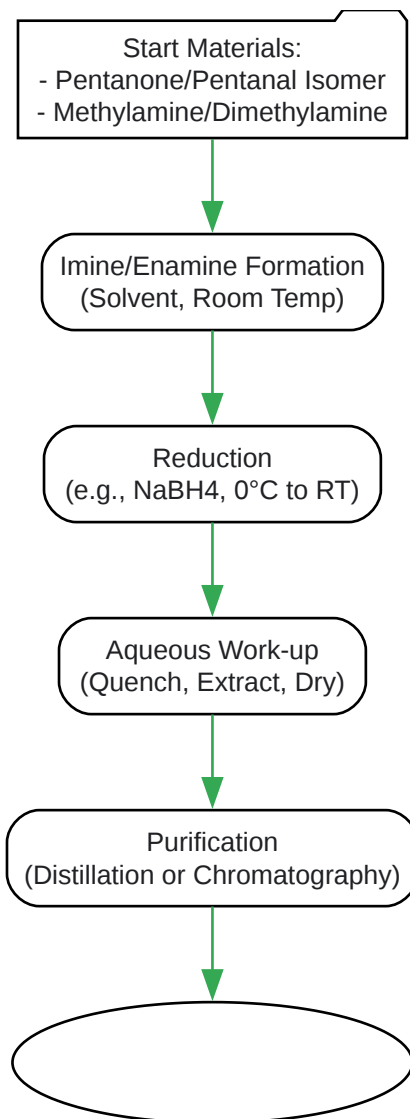 Start Materials:
- Pentanone/Pentanal Isomer
- Methylamine/Dimethylamine
Imine/Enamine Formation
(Solvent, Room Temp)
Reduction
(e.g., NaBH4, 0°C to RT)
Aqueous Work-up
(Quench, Extract, Dry)
Purification
(Distillation or Chromatography)